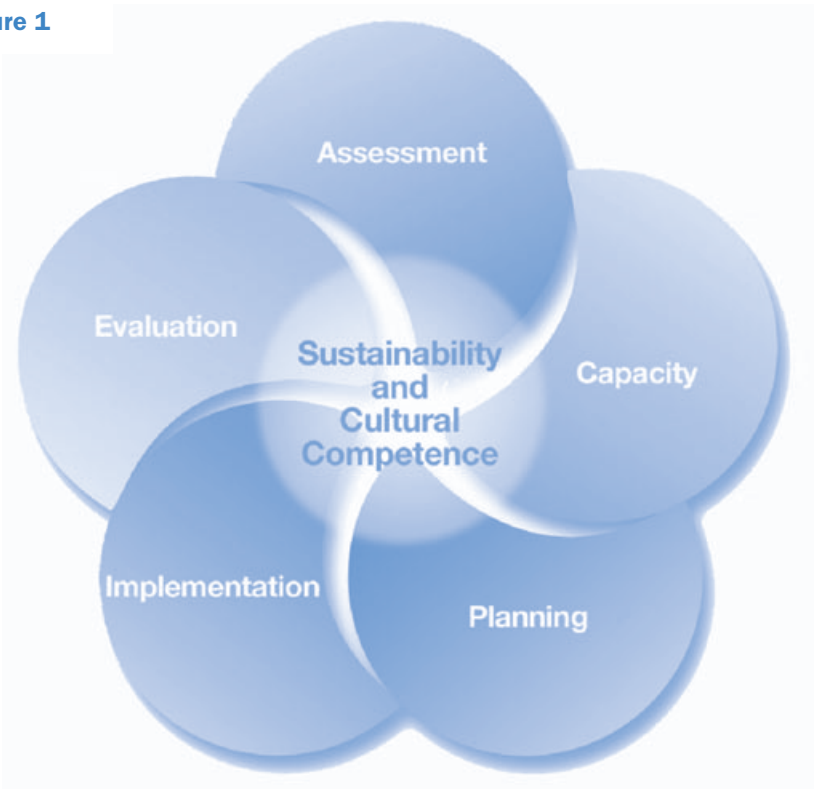 ure 1
Assessment
Evaluation
Capacity
Sustainability
and
Cultural
Competence
Implementation
Planning